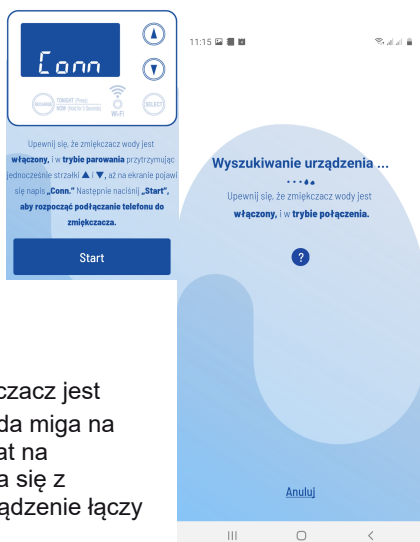 Conn
RECHARGE
TONIGHT (Press)
NOW (Hold for 3 Seconds)
Wi-Fi
SELECT
Upewnij się, że zmiękczacz wody jest
włączony, i w trybie parowania przytrzymując
jednocześnie strzałki ▲ i ▼, aż na ekranie pojawi
się napis „Conn.” Następnie naciśnij „Start”,
aby rozpocząć podłączanie telefonu do
zmiękczacza.
Start
11:15
Wyszukiwanie urządzenia ...
Upewnij się, że zmiękczacz wody jest
włączony, i w trybie połączenia.
?
Anuluj
czacz jest
da miga na
at na
a się z
ądzenie łączy